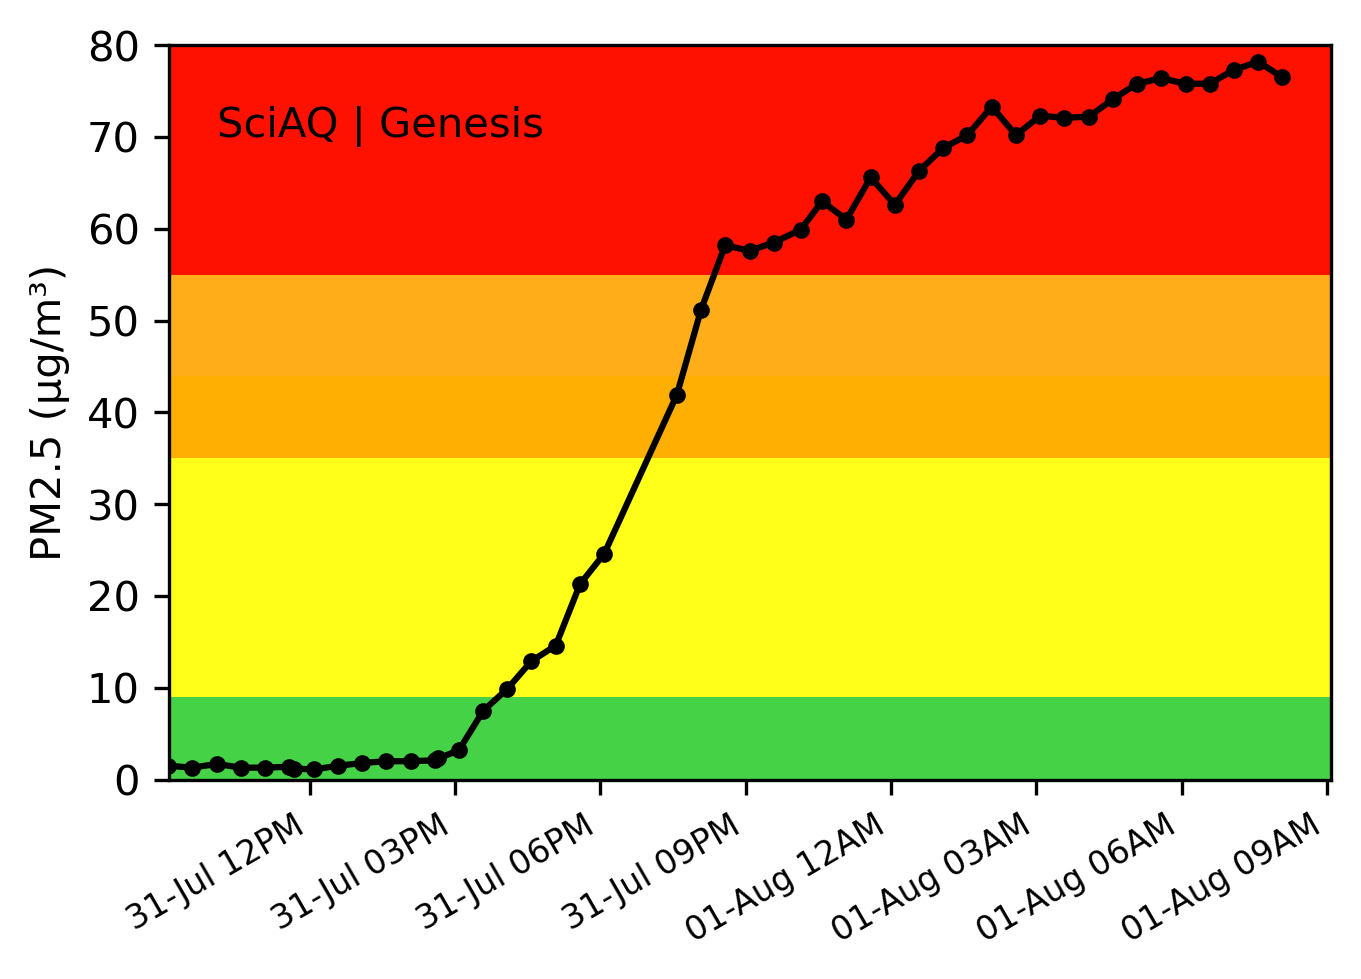 80
70
60
50
40
30
20
10
0
PM2.5 (µg/m³)
SciAQ | Genesis
31-Jul 12PM
31-Jul 03PM
31-Jul 06PM
31-Jul 09PM
01-Aug 12AM
01-Aug 03AM
01-Aug 06AM
01-Aug 09AM